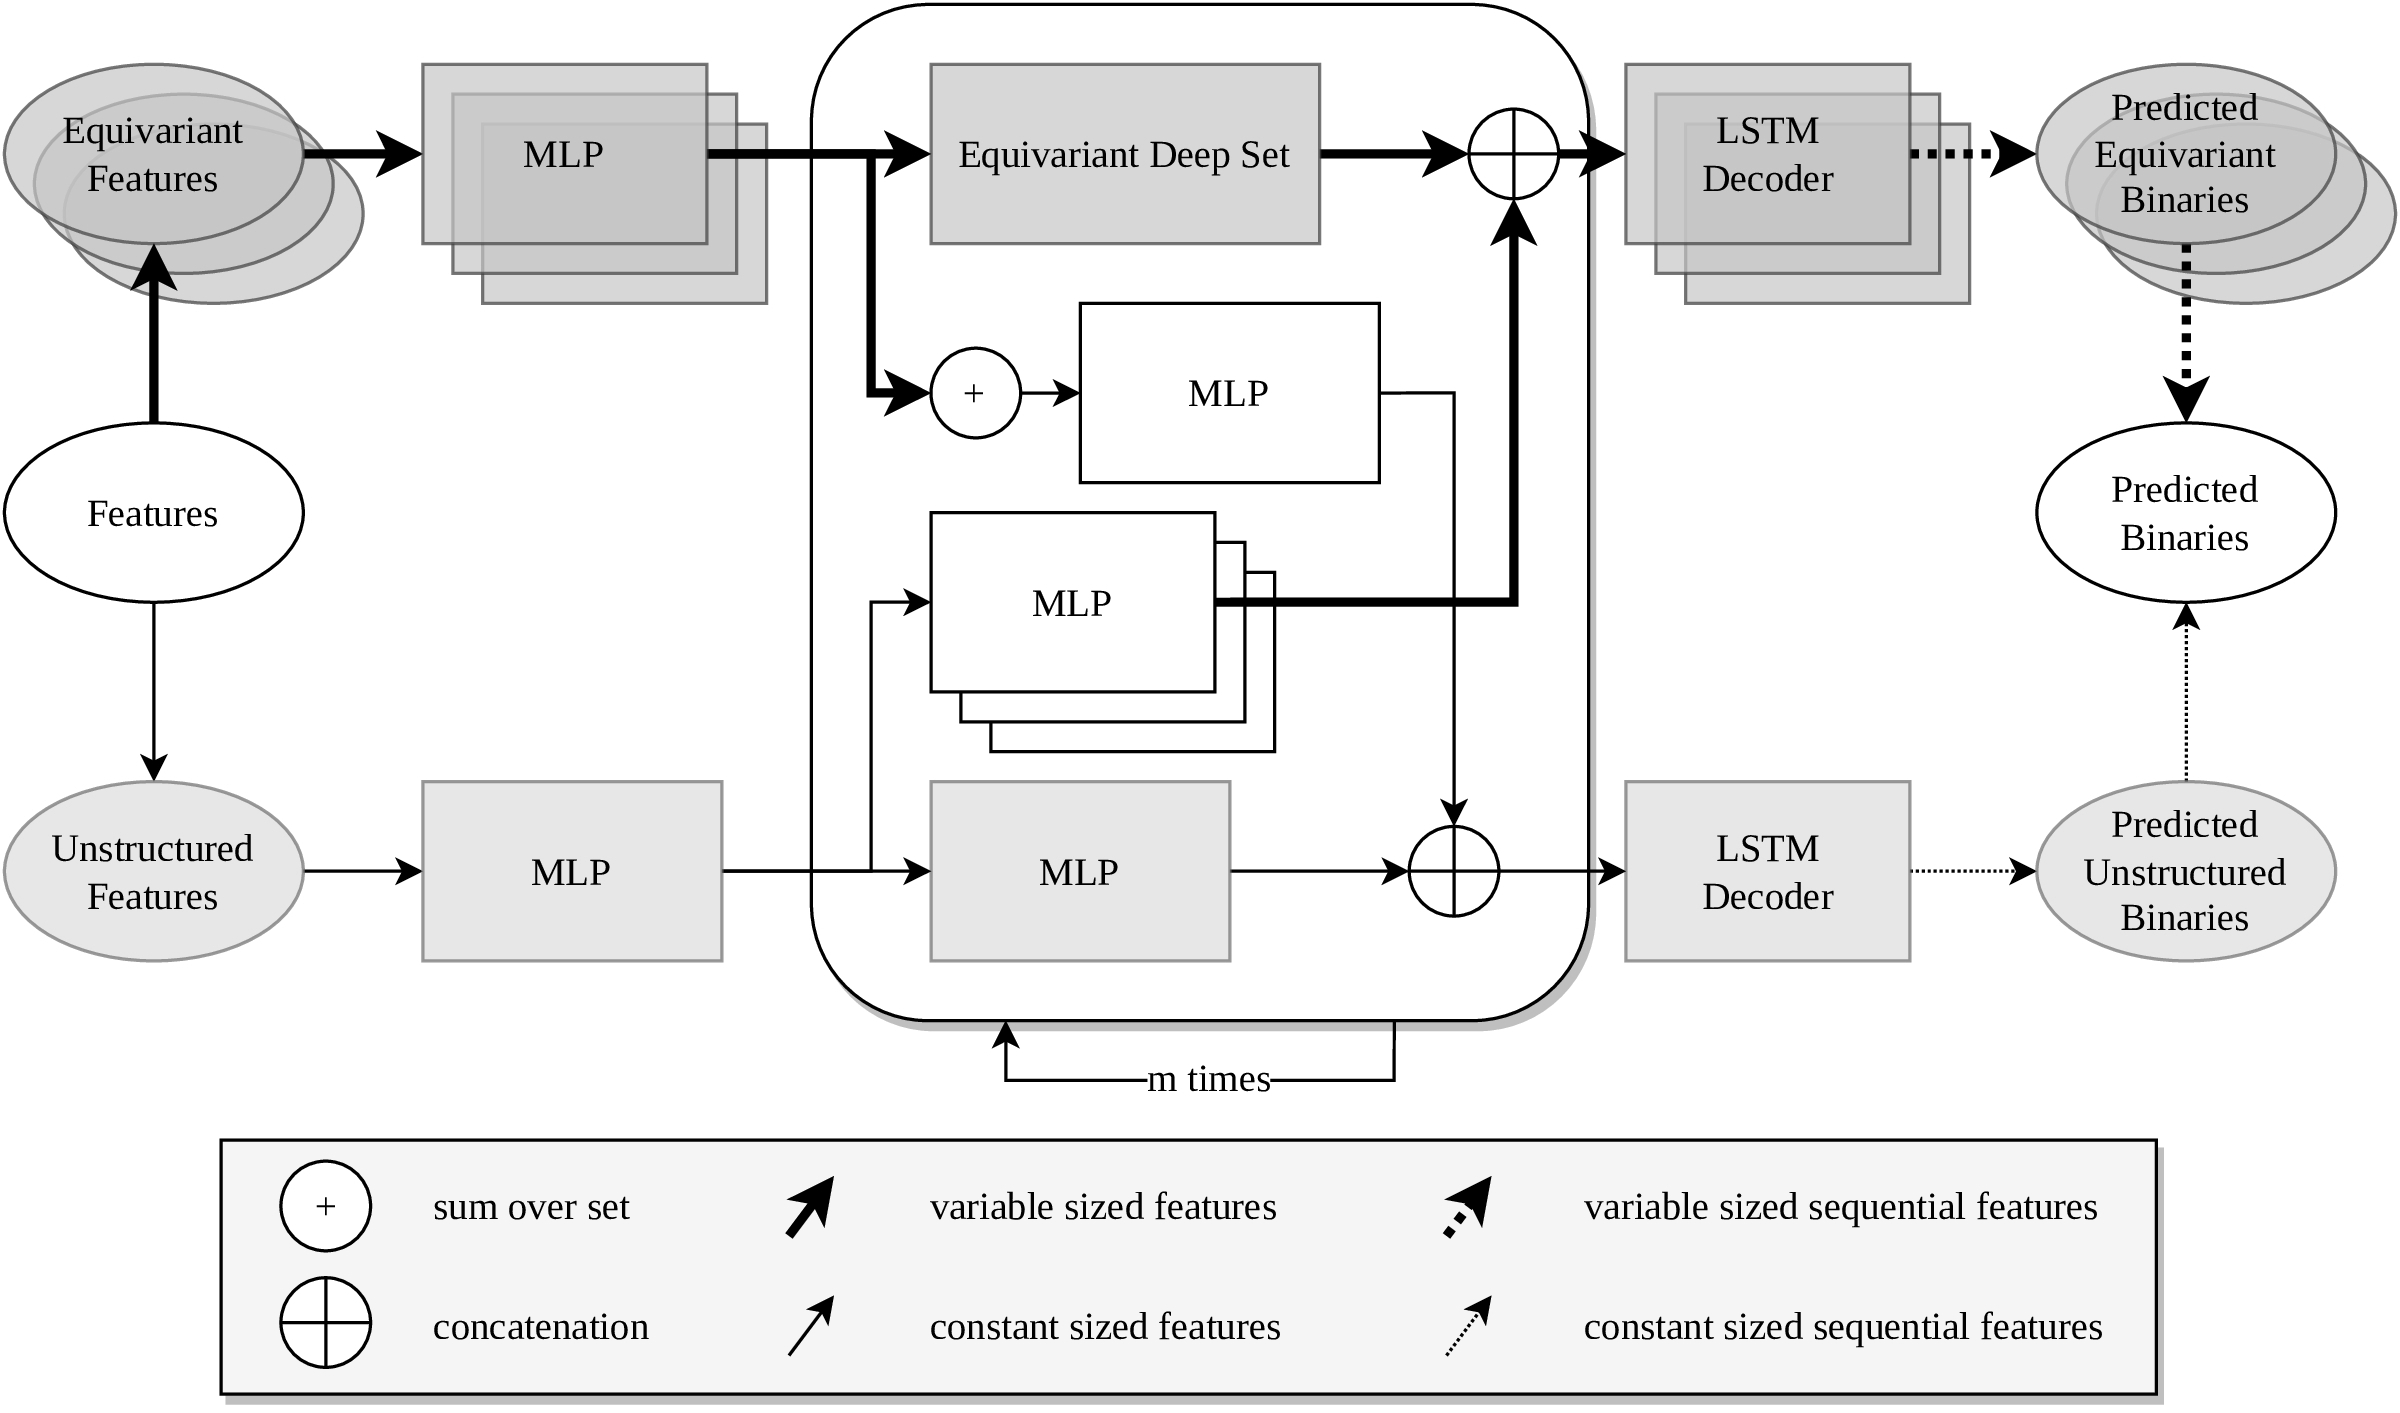 Equivariant
Features
MLP
Equivariant Deep Set
LSTM
Decoder
Predicted
Equivariant
Binaries
+
MLP
Features
Predicted
Binaries
MLP
Unstructured
Features
MLP
MLP
LSTM
Decoder
Predicted
Unstructured
Binaries
m times
+
sum over set
variable sized features
variable sized sequential features
concatenation
constant sized features
constant sized sequential features